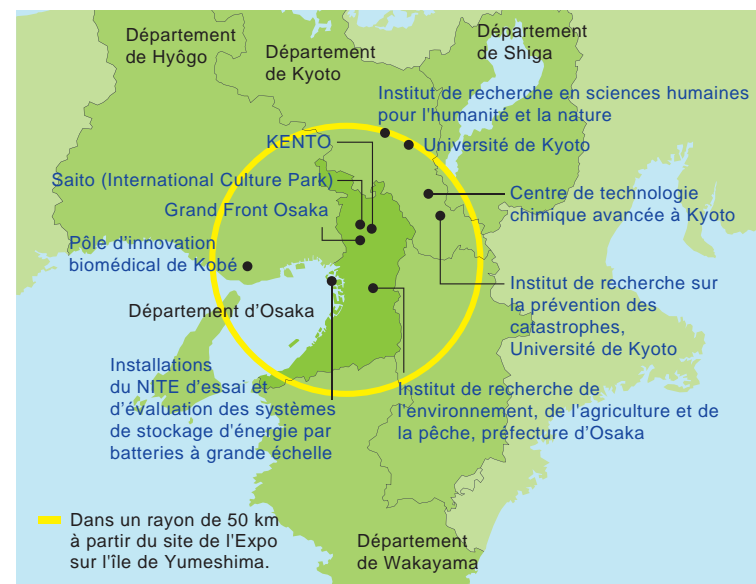 Département
de Hyôgo
Département
de Kyoto
Département
de Shiga
Institut de recherche en sciences humaines
pour l'humanité et la nature
KENTO
Université de Kyoto
Saito (International Culture Park)
Grand Front Osaka
Centre de technologie
chimique avancée à Kyoto
Pôle d'innovation
biomédical de Kobé
Institut de recherche sur
la prévention des
catastrophes,
Université de Kyoto
Département d'Osaka
Installations
du NITE d'essai et
d'évaluation des systèmes
de stockage d'énergie par
batteries à grande échelle
Institut de recherche de
l'environnement, de l'agriculture et de
la pêche, préfecture d'Osaka
Dans un rayon de 50 km
à partir du site de l'Expo
sur l'île de Yumeshima.
Département
de Wakayama